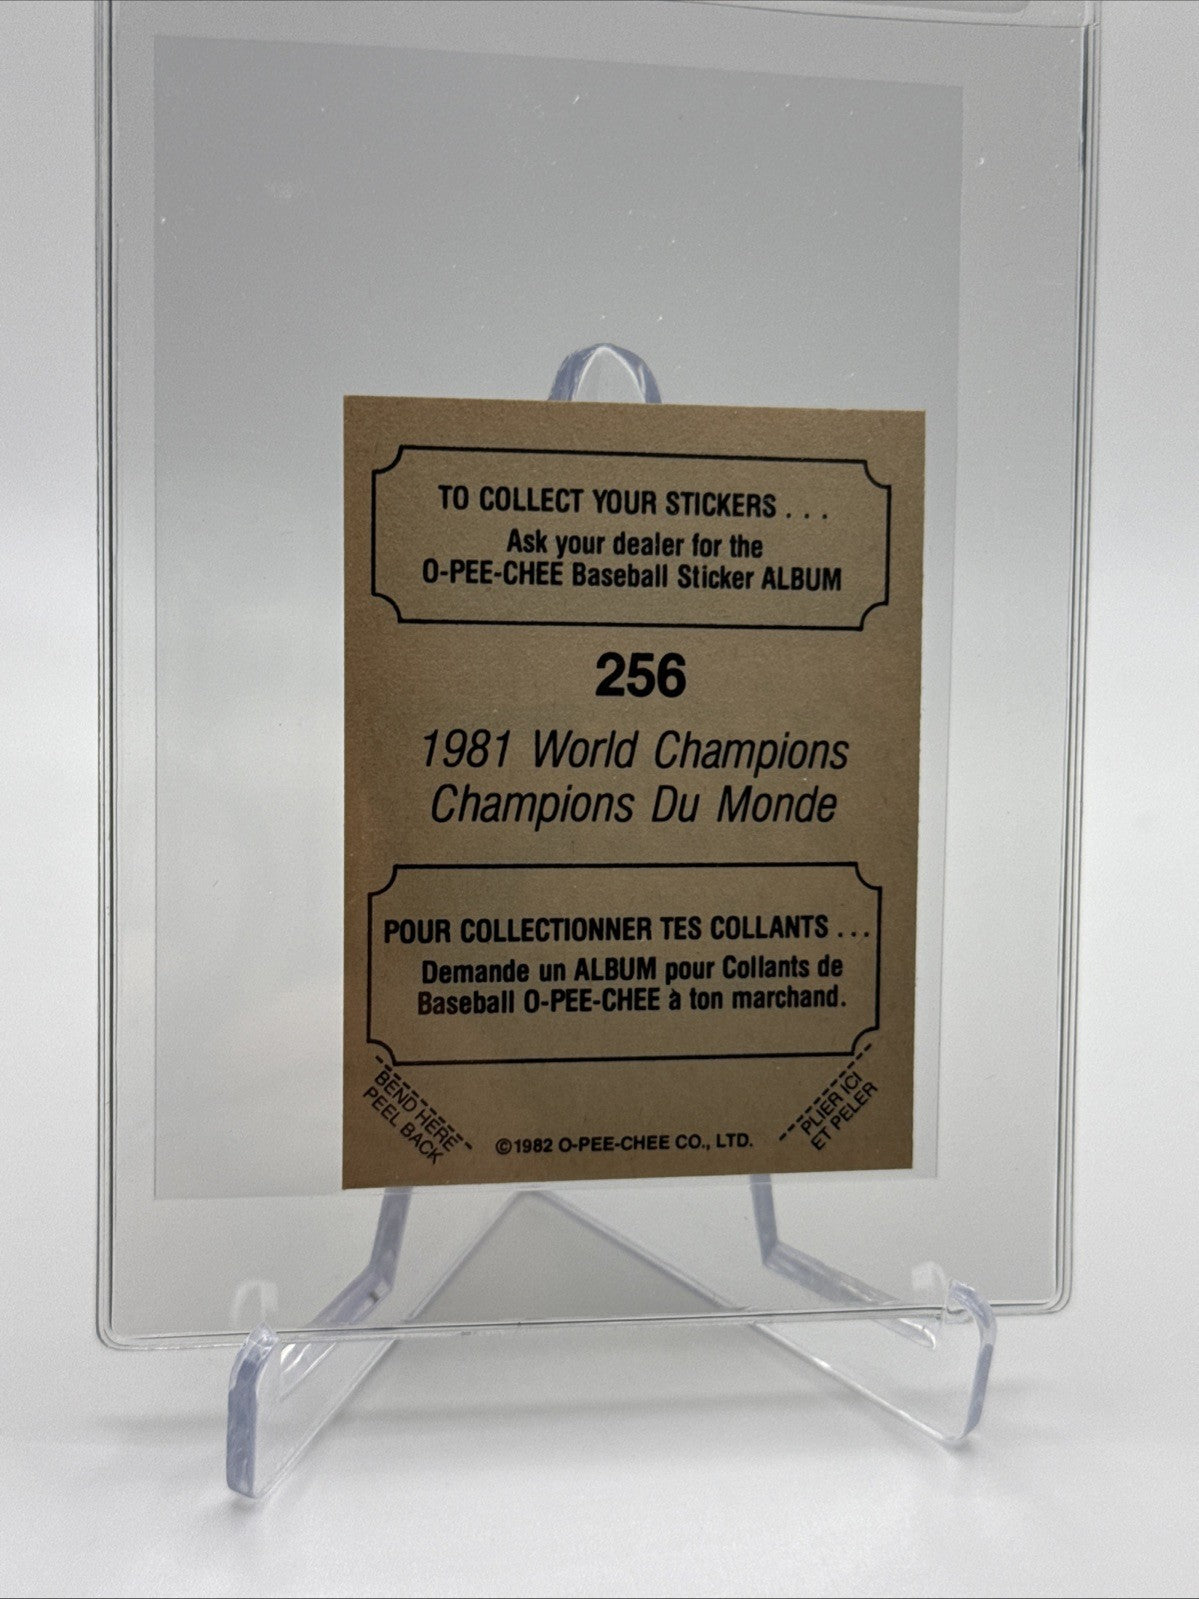 TO COLLECT YOUR STICKERS . . .
Ask your dealer for the
O-PEE-CHEE Baseball Sticker ALBUM
256
1981 World Champions
Champions Du Monde
POUR COLLECTIONNER TES COLLANTS . . .
Demande un ALBUM pour Collants de
Baseball O-PEE-CHEE à ton marchand.
BEND HERE
PEEL BACK
©1982 O-PEE-CHEE CO., LTD.
PLIER ICI
ET PELER